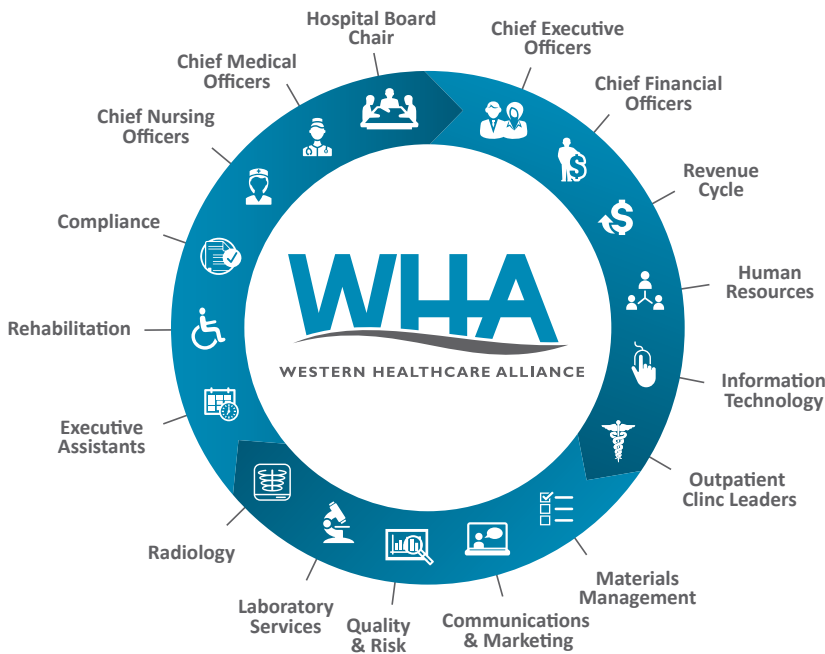 Hospital Board
Chair
Chief Executive
Officers
Chief Financial
Officers
Revenue
Cycle
Human
Resources
Information
Technology
Outpatient
Clinc Leaders
Materials
Management
Communications
& Marketing
Quality
& Risk
Laboratory
Services
Radiology
Executive
Assistants
Rehabilitation
Compliance
Chief Nursing
Officers
Chief Medical
Officers
WHA
WESTERN HEALTHCARE ALLIANCE